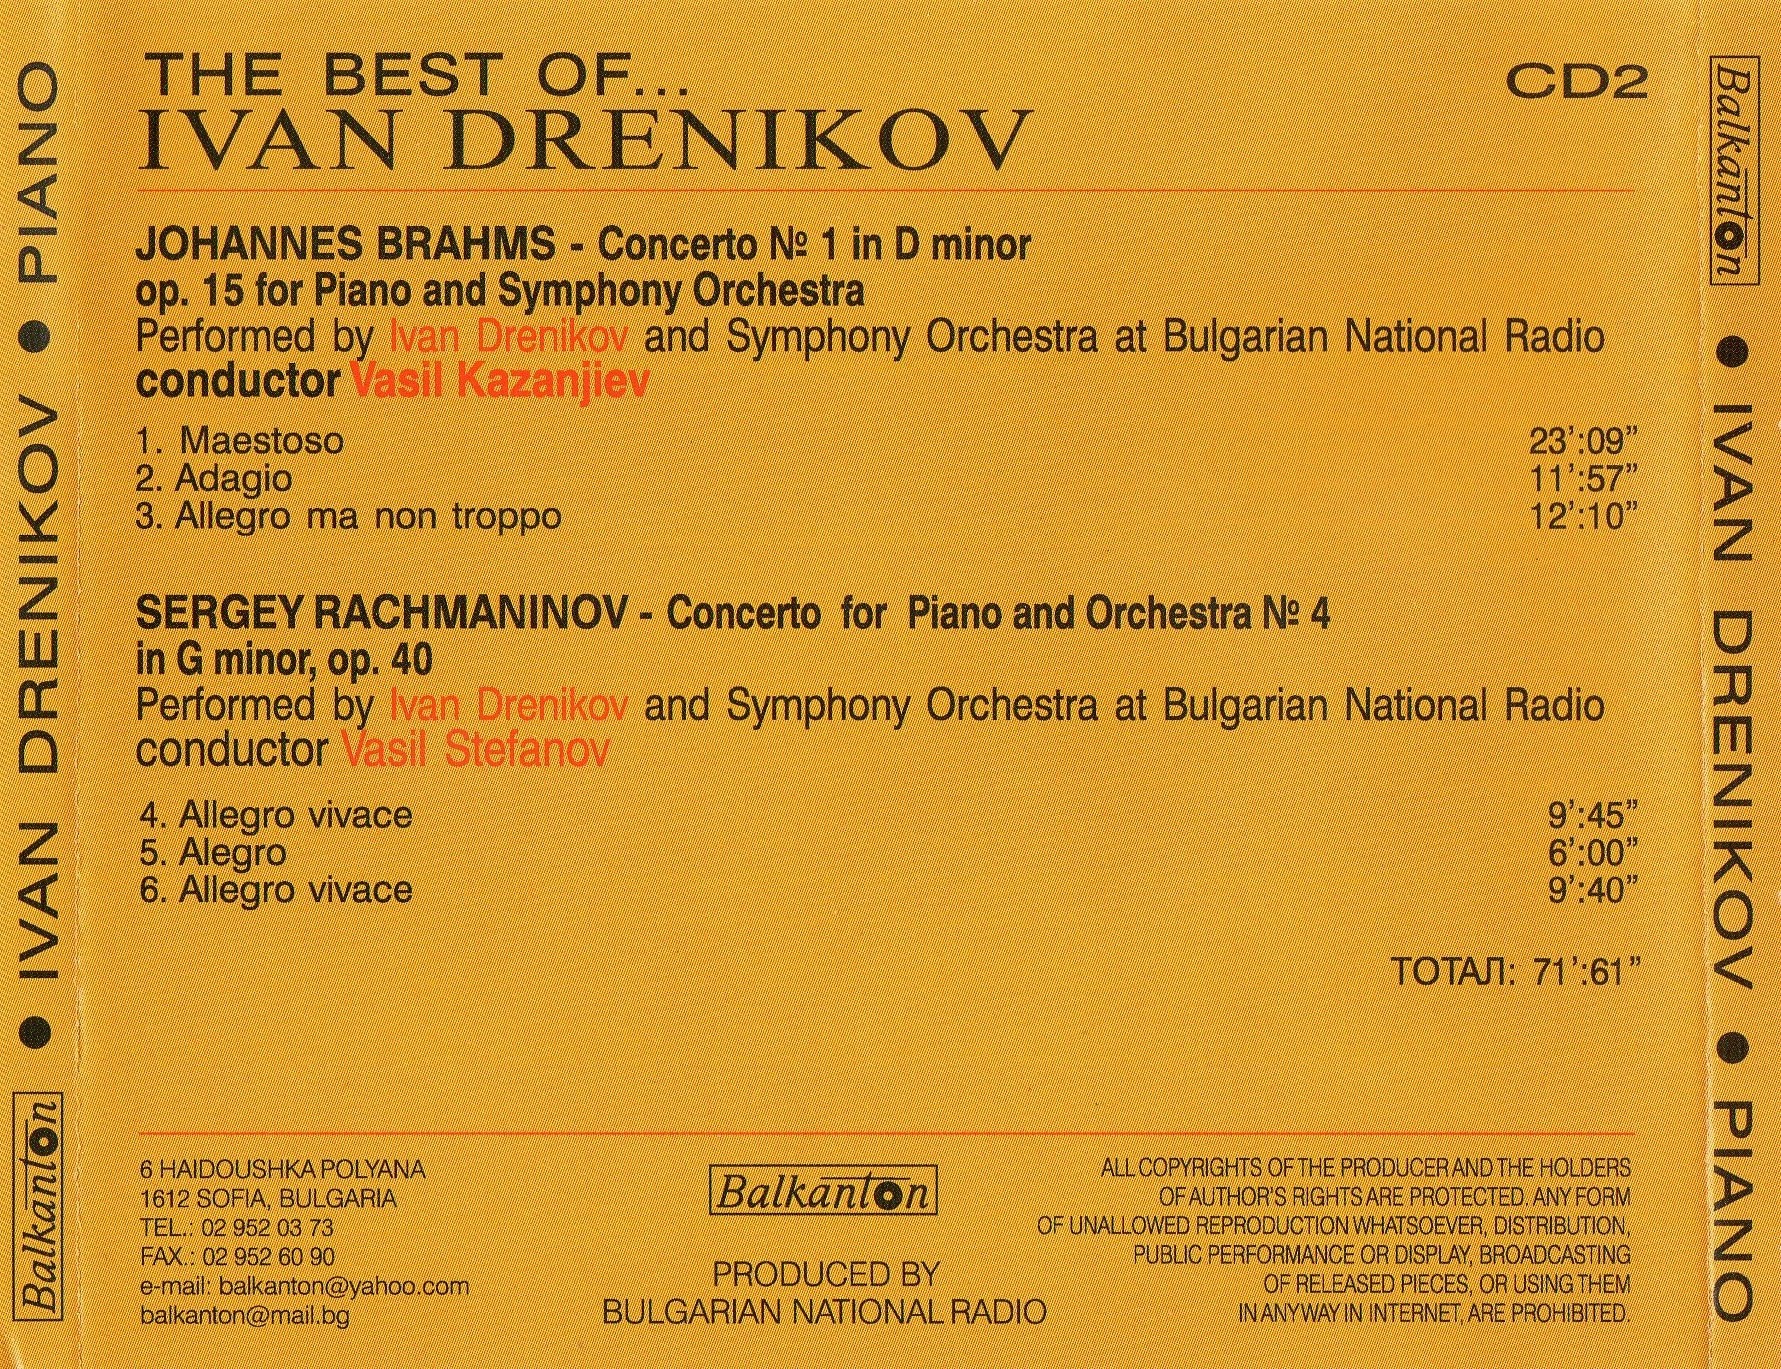 THE BEST OF...
IVAN DRENIKOV
CD2
JOHANNES BRAHMS - Concerto № 1 in D minor
op. 15 for Piano and Symphony Orchestra
Performed by Ivan Drenikov and Symphony Orchestra at Bulgarian National Radio
conductor Vasil Kazanjiev
1. Maestoso 23':09”
2. Adagio 11':57”
3. Allegro ma non troppo 12':10”
SERGEY RACHMANINOV - Concerto for Piano and Orchestra № 4
in G minor, op. 40
Performed by Ivan Drenikov and Symphony Orchestra at Bulgarian National Radio
conductor Vasil Stefanov
4. Allegro vivace 9':45”
5. Alegro 6':00”
6. Allegro vivace 9':40”
ТОТАЛ: 71':61”
6 HAIDOUSHKA POLYANA
1612 SOFIA, BULGARIA
TEL.: 02 952 03 73
FAX.: 02 952 60 90
e-mail: balkanton@yahoo.com
balkanton@mail.bg
Balkanton
PRODUCED BY
BULGARIAN NATIONAL RADIO
ALL COPYRIGHTS OF THE PRODUCER AND THE HOLDERS
OF AUTHOR'S RIGHTS ARE PROTECTED. ANY FORM
OF UNALLOWED REPRODUCTION WHATSOEVER, DISTRIBUTION,
PUBLIC PERFORMANCE OR DISPLAY, BROADCASTING
OF RELEASED PIECES, OR USING THEM
IN ANY WAY IN INTERNET, ARE PROHIBITED.
Balkanton ● IVAN DRENIKOV ● PIANO
Balkanton ● IVAN DRENIKOV ● PIANO